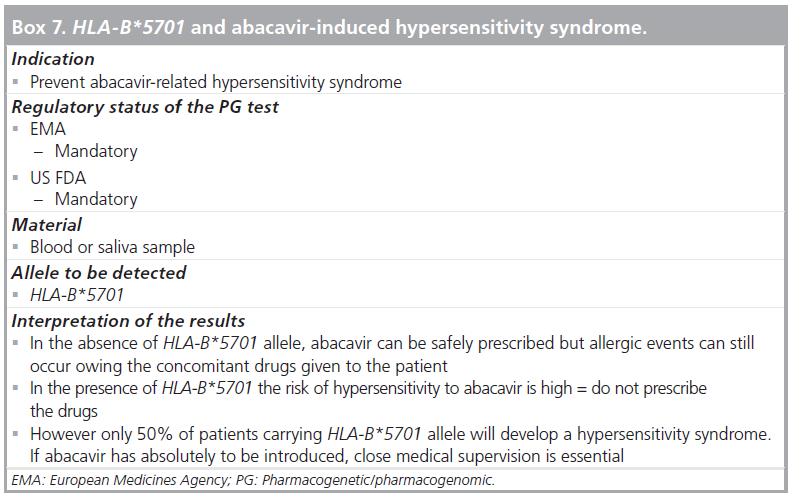 Box 7. HLA-B*5701 and abacavir-induced hypersensitivity syndrome.
Indication
▪ Prevent abacavir-related hypersensitivity syndrome
Regulatory status of the PG test
▪ EMA
– Mandatory
▪ US FDA
– Mandatory
Material
▪ Blood or saliva sample
Allele to be detected
▪ HLA-B*5701
Interpretation of the results
▪ In the absence of HLA-B*5701 allele, abacavir can be safely prescribed but allergic events can still
occur owing the concomitant drugs given to the patient
▪ In the presence of HLA-B*5701 the risk of hypersensitivity to abacavir is high = do not prescribe
the drugs
▪ However only 50% of patients carrying HLA-B*5701 allele will develop a hypersensitivity syndrome.
If abacavir has absolutely to be introduced, close medical supervision is essential
EMA: European Medicines Agency; PG: Pharmacogenetic/pharmacogenomic.